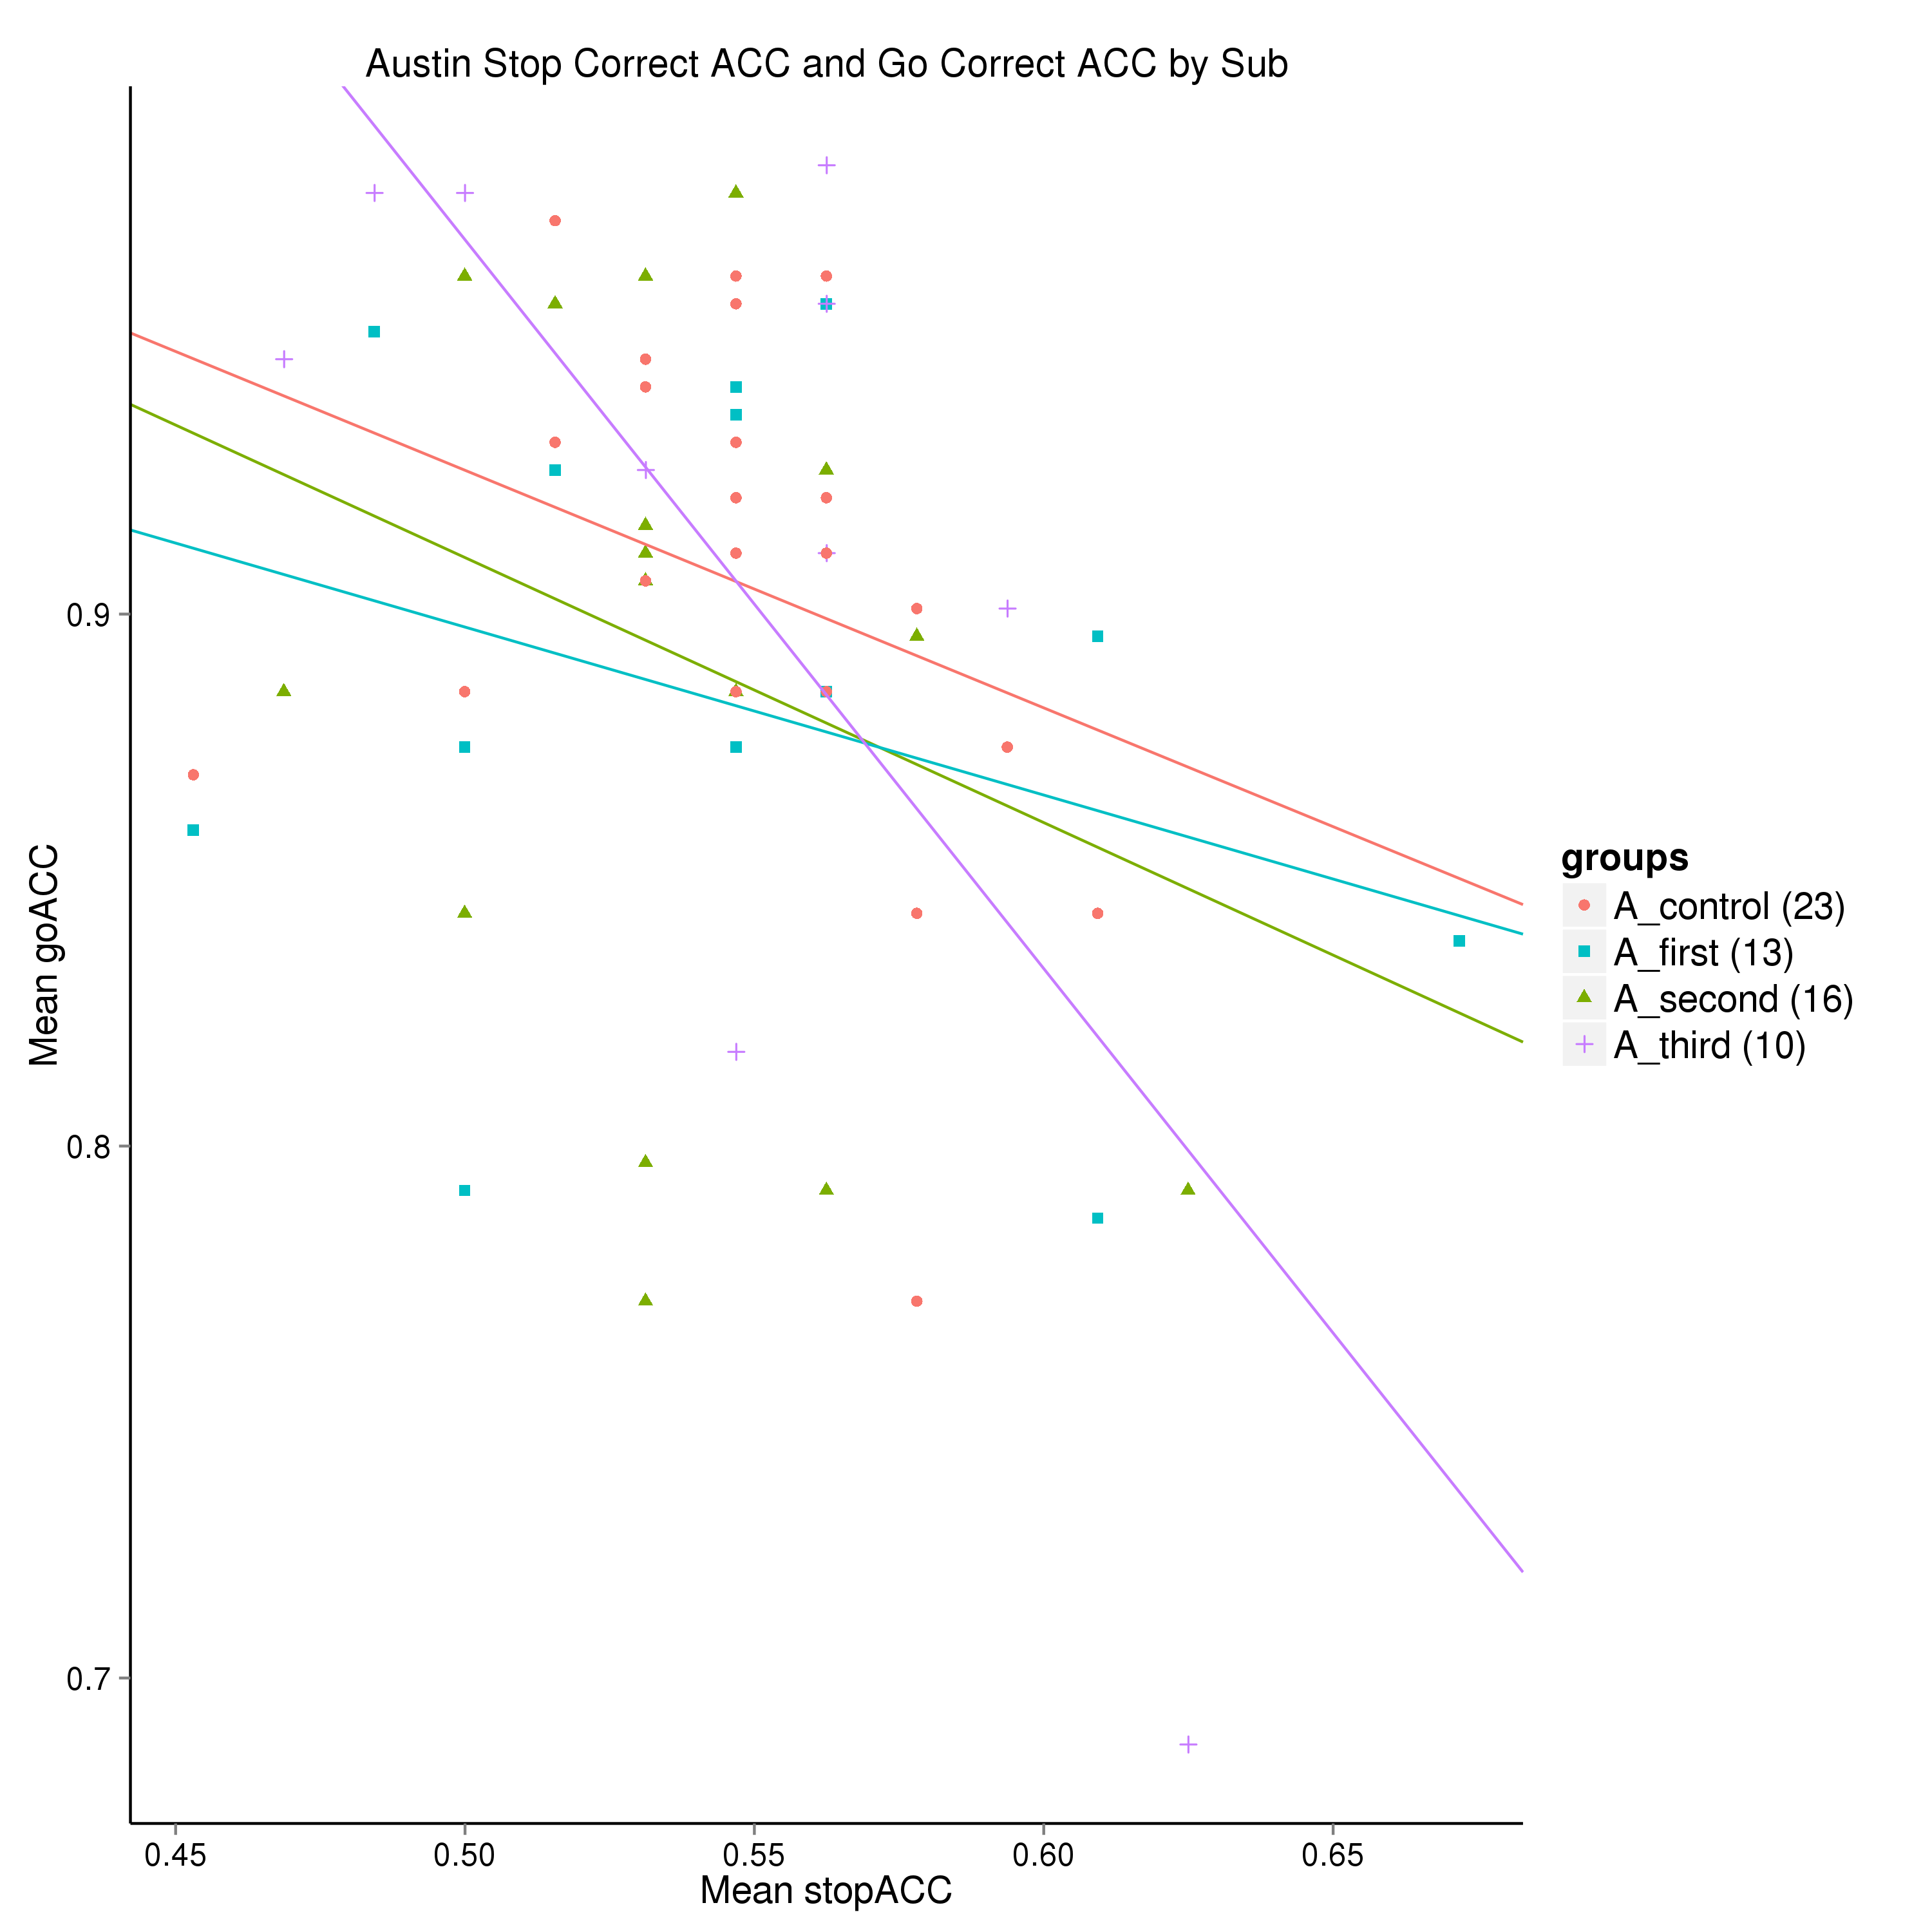 Austin Stop Correct ACC and Go Correct ACC by Sub
Mean goACC
0.9
0.8
0.7
0.45 0.50 0.55 0.60 0.65
Mean stopACC
groups
A_control (23)
A_first (13)
A_second (16)
A_third (10)